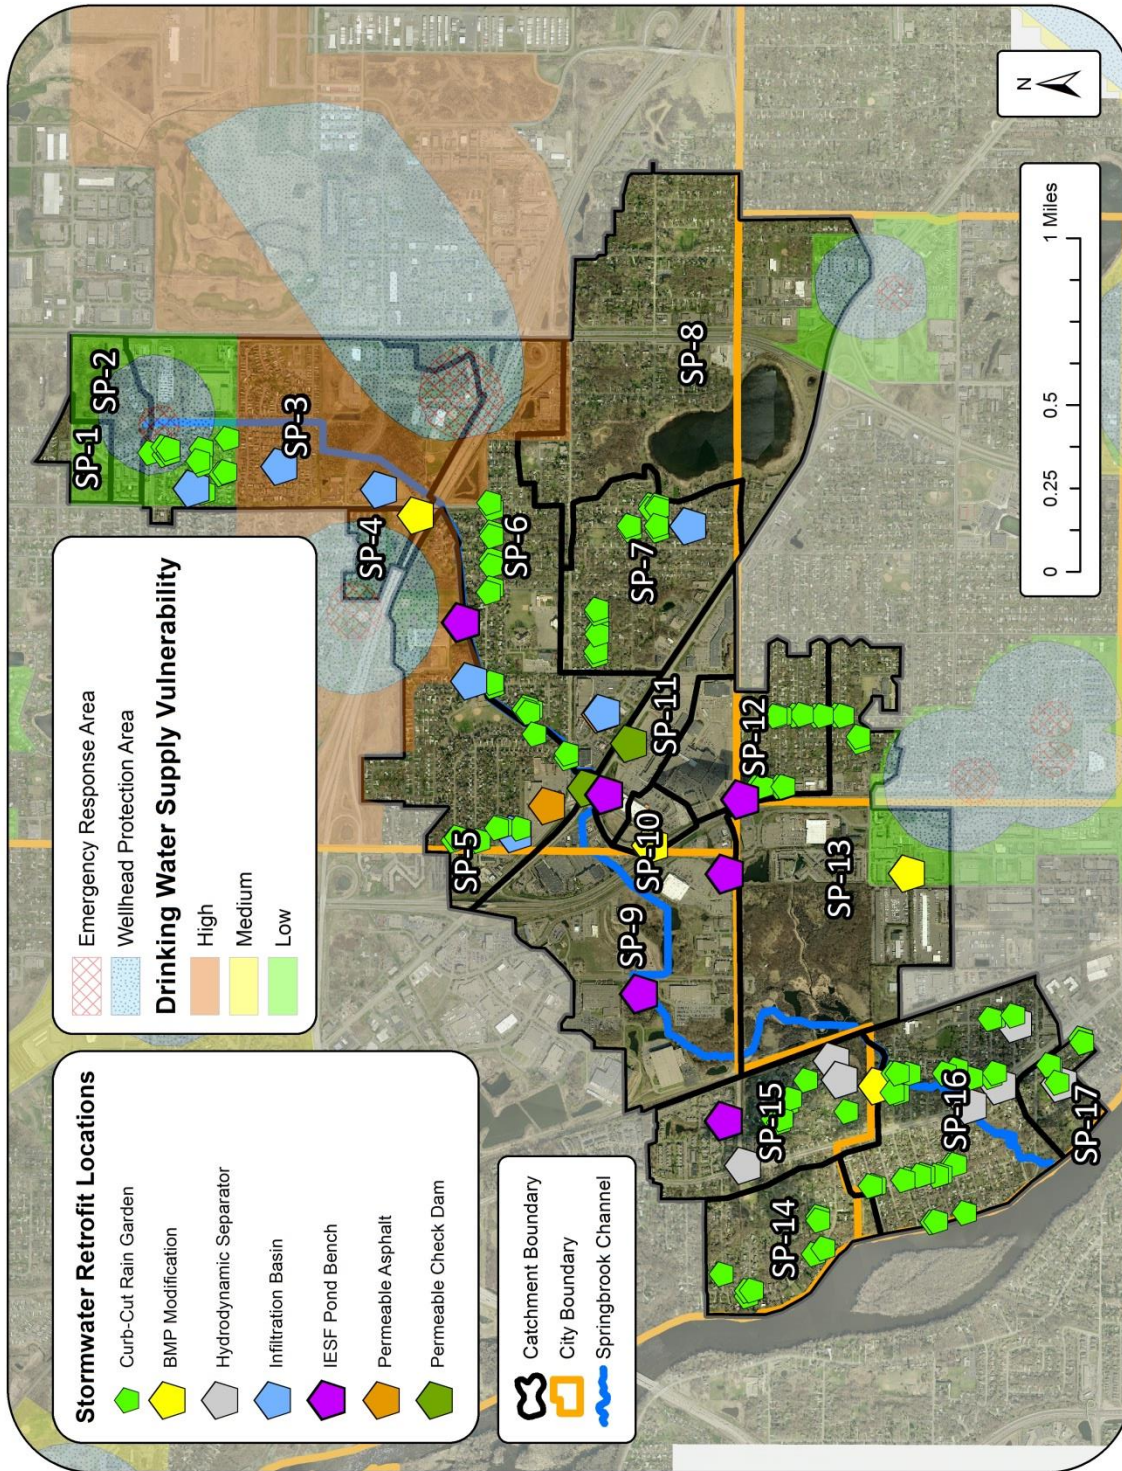 Stormwater Retrofit Locations
Curb-Cut Rain Garden
BMP Modification
Hydrodynamic Separator
Infiltration Basin
IESF Pond Bench
Permeable Asphalt
Permeable Check Dam
Emergency Response Area
Wellhead Protection Area
Drinking Water Supply Vulnerability
High
Medium
Low
Catchment Boundary
City Boundary
Springbrook Channel
SP-1
SP-2
SP-3
SP-4
SP-5
SP-6
SP-7
SP-8
SP-9
SP-10
SP-11
SP-12
SP-13
SP-14
SP-15
SP-16
SP-17
0 0.25 0.5 1 Miles
N